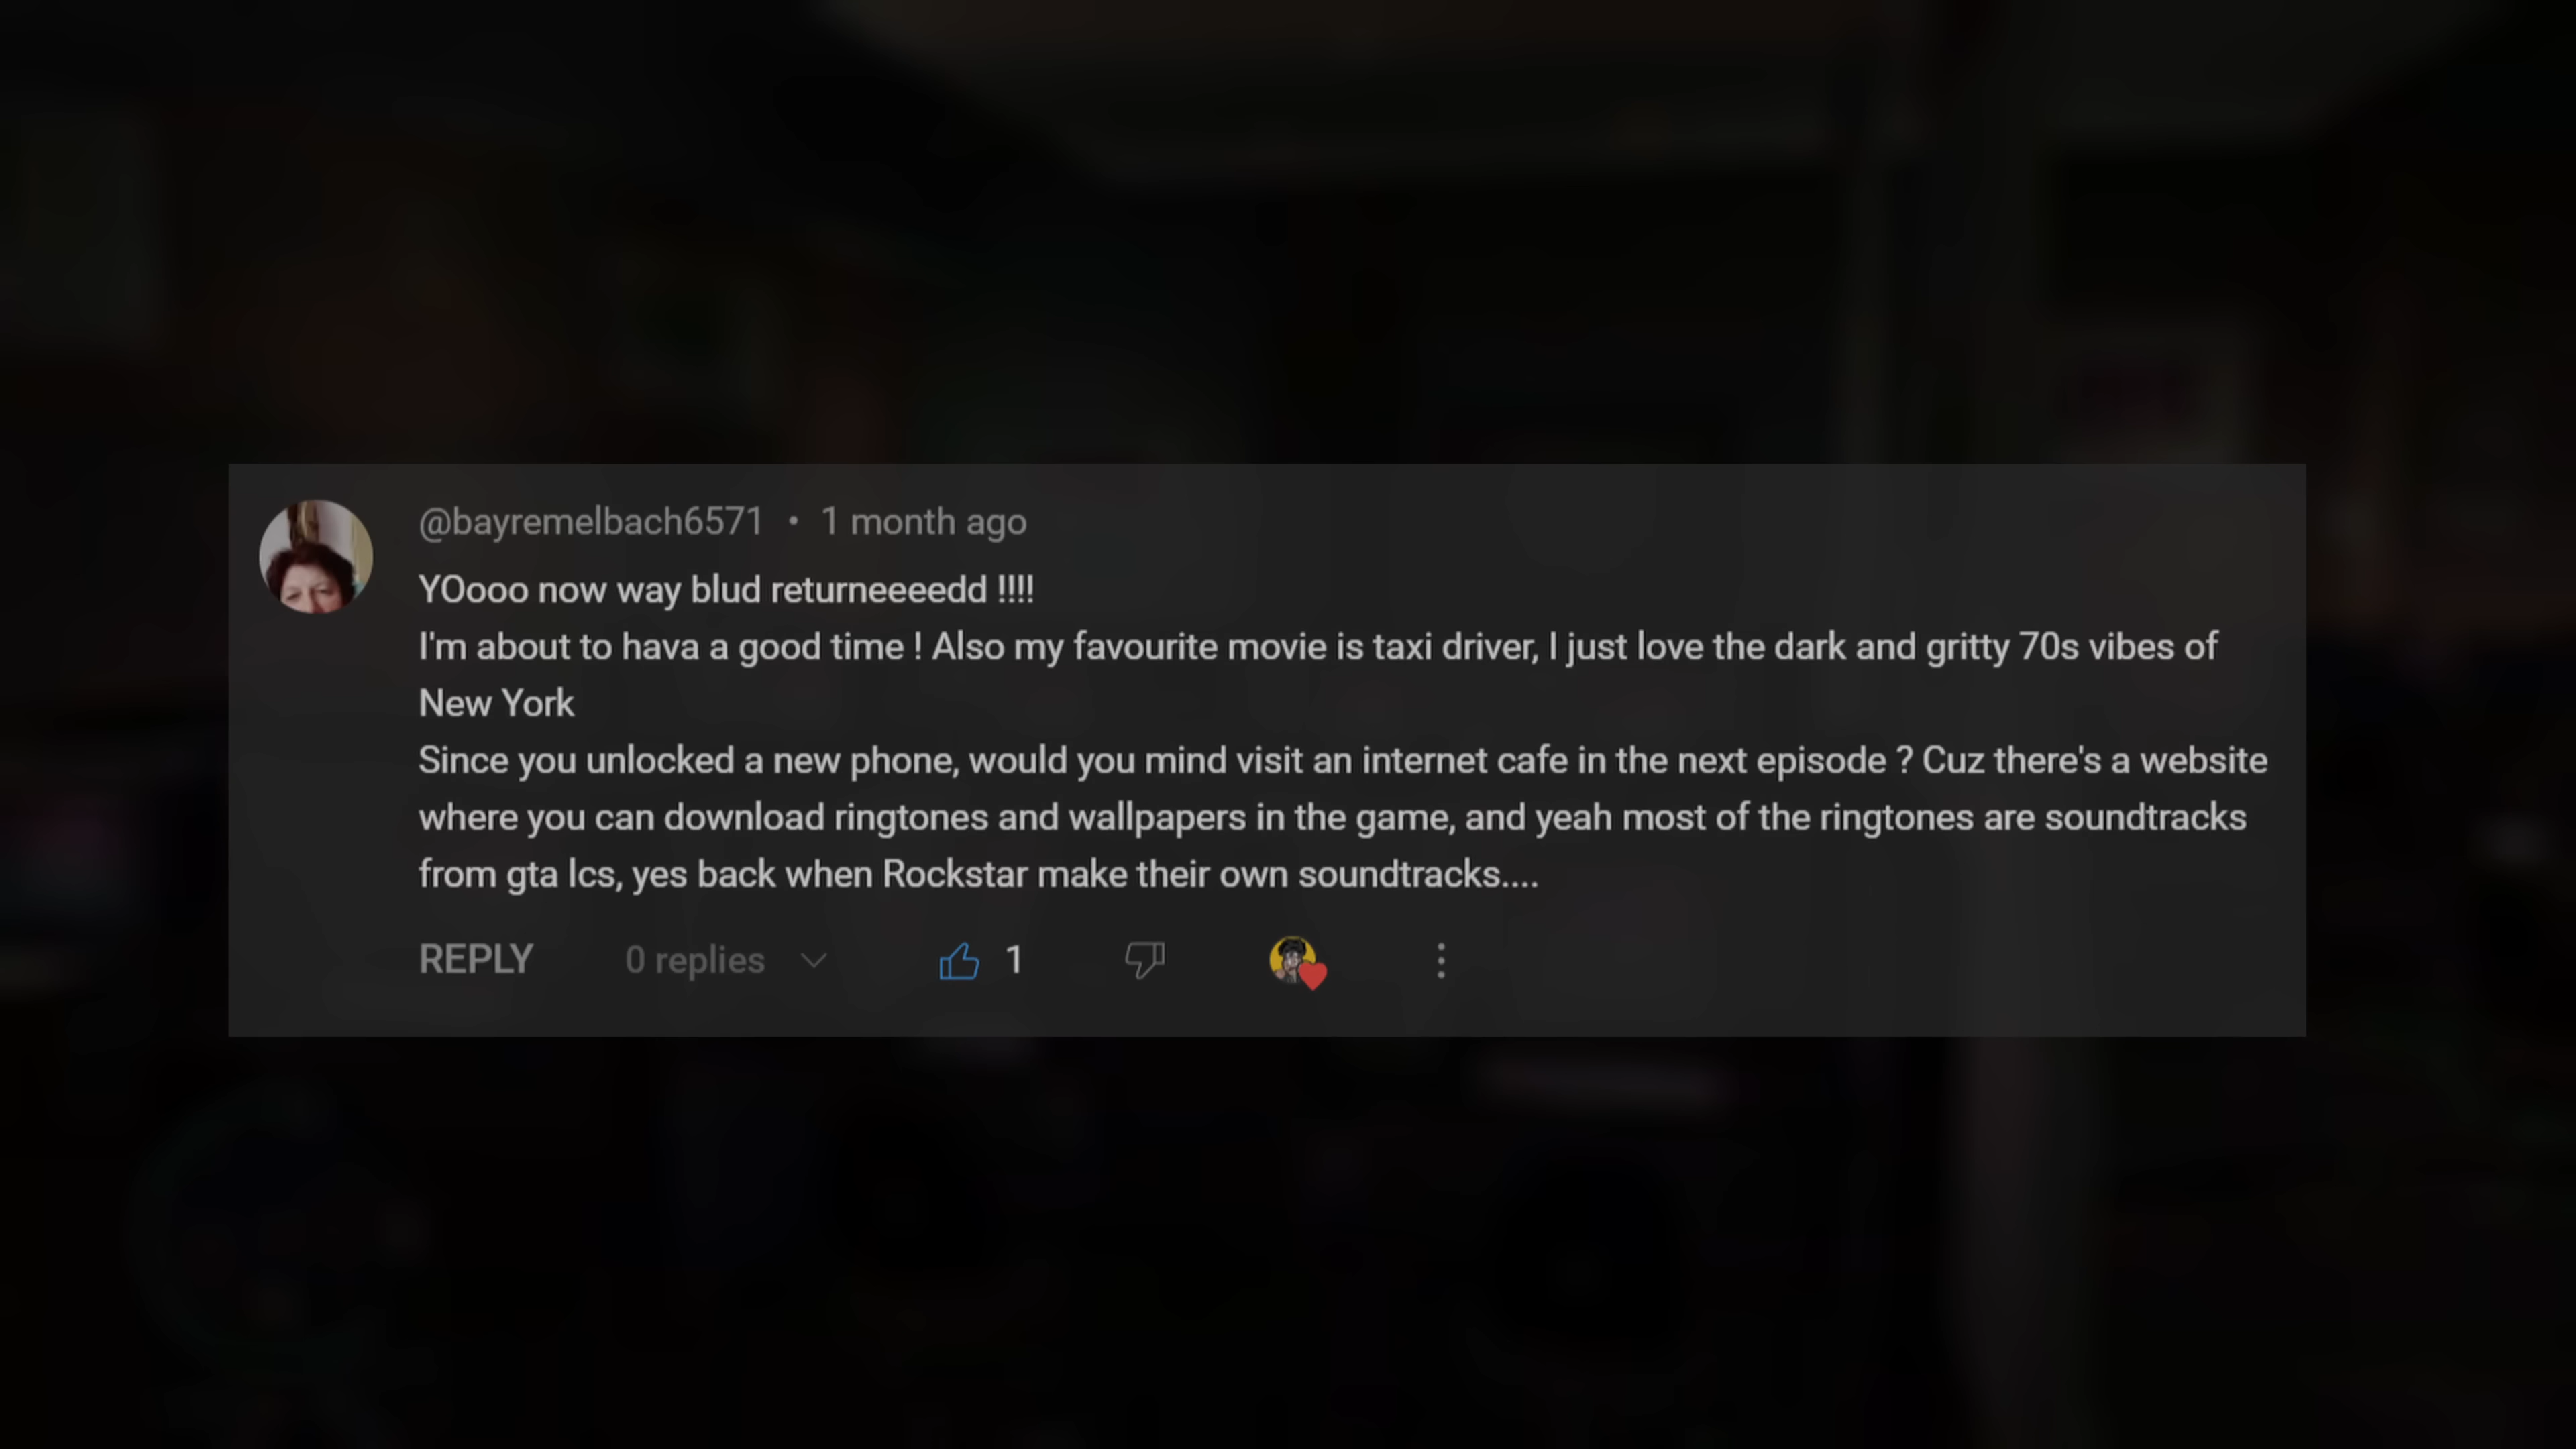 @bayremelbach6571 • 1 month ago
YOooo now way blud returneeeedd !!!!
I'm about to hava a good time ! Also my favourite movie is taxi driver, I just love the dark and gritty 70s vibes of
New York
Since you unlocked a new phone, would you mind visit an internet cafe in the next episode ? Cuz there's a website
where you can download ringtones and wallpapers in the game, and yeah most of the ringtones are soundtracks
from gta lcs, yes back when Rockstar make their own soundtracks....
REPLY 0 replies 1